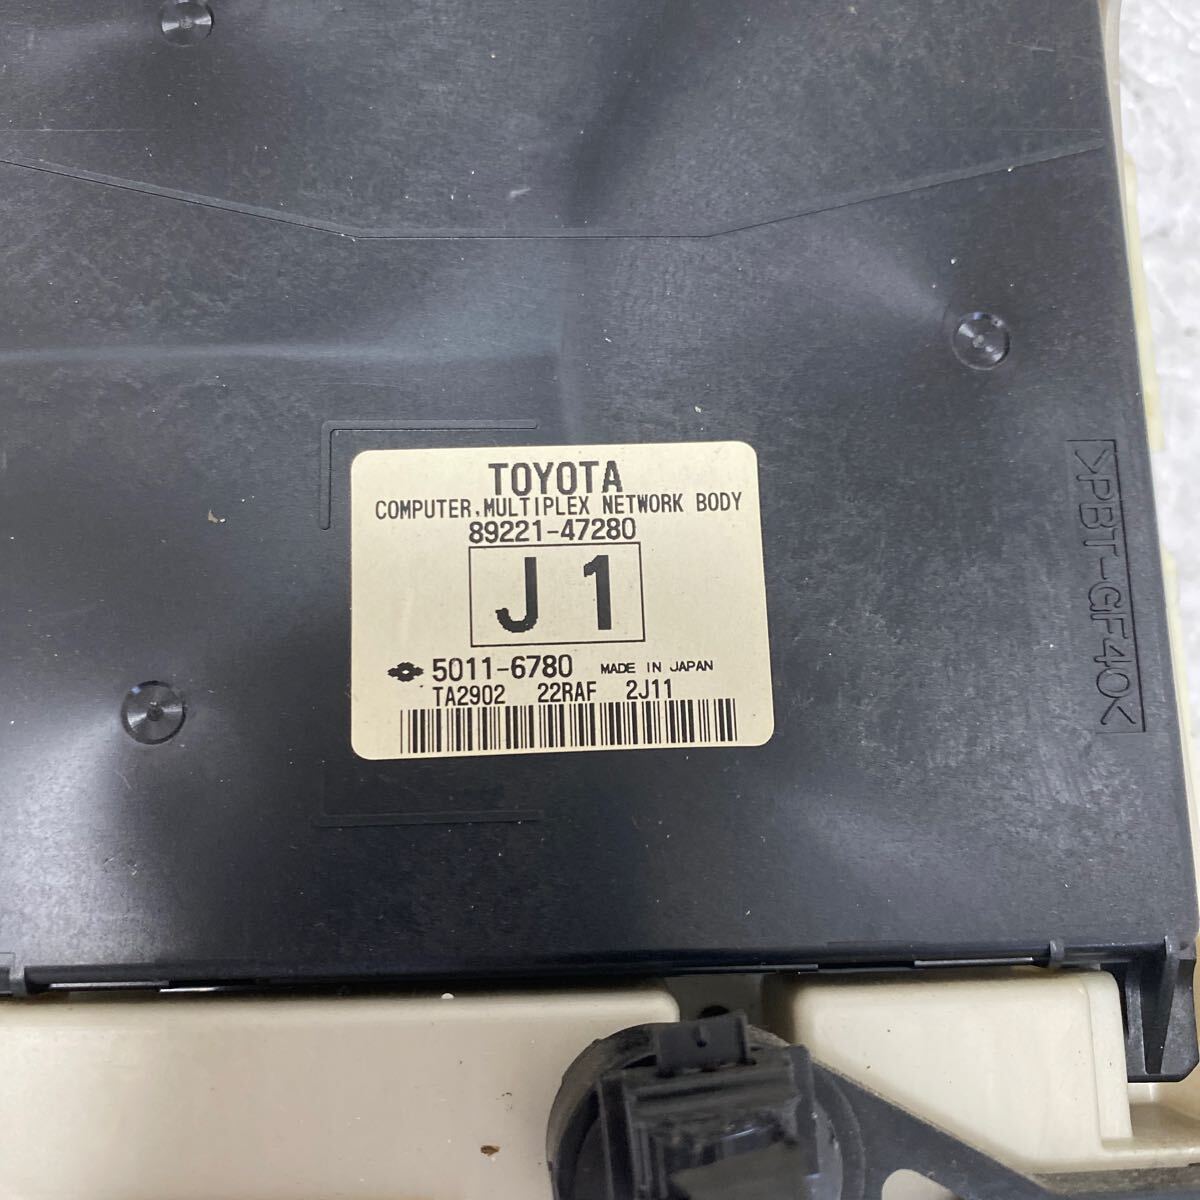 TOYOTA
COMPUTER,MULTIPLEX NETWORK BODY
89221-47280
J1
5011-6780 MADE IN JAPAN
TA2902 22RAF 2J11
>PBT-GF40<